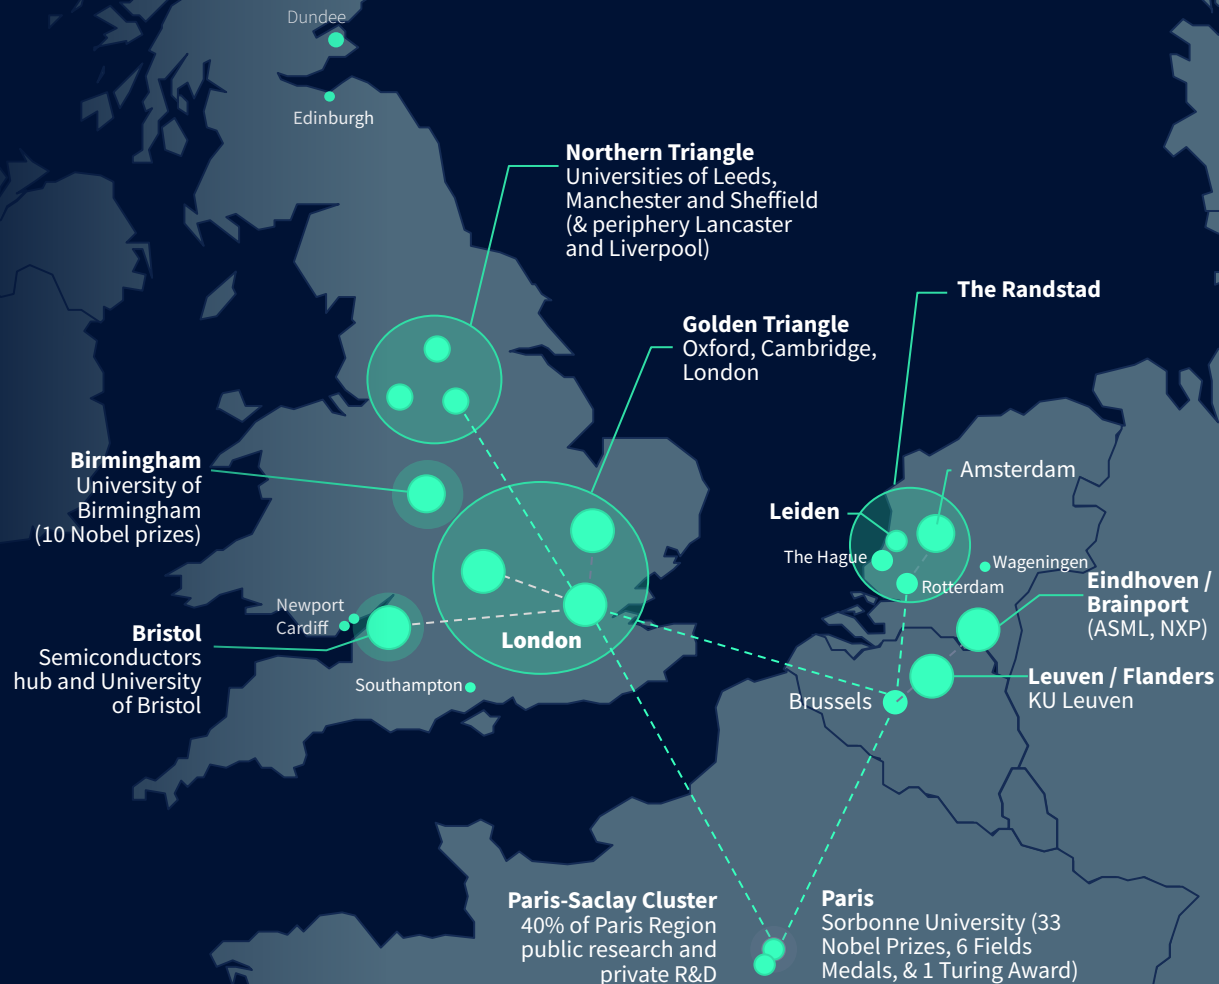 Dundee
Edinburgh
Northern Triangle
Universities of Leeds,
Manchester and Sheffield
(& periphery Lancaster
and Liverpool)
The Randstad
Golden Triangle
Oxford, Cambridge,
London
Birmingham
University of
Birmingham
(10 Nobel prizes)
Amsterdam
Leiden
The Hague
Wageningen
Rotterdam
Eindhoven /
Brainport
(ASML, NXP)
Newport
Cardiff
Bristol
Semiconductors
hub and University
of Bristol
London
Southampton
Leuven / Flanders
KU Leuven
Brussels
Paris-Saclay Cluster
40% of Paris Region
public research and
private R&D
Paris
Sorbonne University (33
Nobel Prizes, 6 Fields
Medals, & 1 Turing Award)